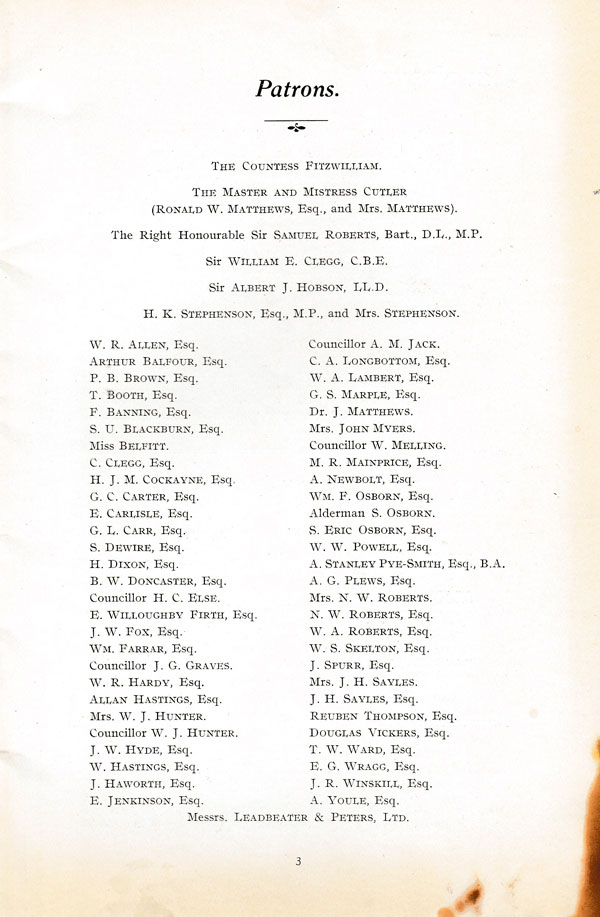 Patrons.
The Countess Fitzwilliam.
The Master and Mistress Cutler
(Ronald W. Matthews, Esq., and Mrs. Matthews).
The Right Honourable Sir Samuel Roberts, Bart., D.L., M.P.
Sir William E. Clegg, C.B.E.
Sir Albert J. Hobson, LL.D.
H. K. Stephenson, Esq., M.P., and Mrs. Stephenson.
W. R. Allen, Esq.
Arthur Balfour, Esq.
P. B. Brown, Esq.
T. Booth, Esq.
F. Banning, Esq.
S. U. Blackburn, Esq.
Miss Belfitt.
C. Clegg, Esq.
H. J. M. Cockayne, Esq.
G. C. Carter, Esq.
E. Carlisle, Esq.
G. L. Carr, Esq.
S. Dewire, Esq.
H. Dixon, Esq.
B. W. Doncaster, Esq.
Councillor H. C. Else.
E. Willoughby Firth, Esq.
J. W. Fox, Esq.
Wm. Farrar, Esq.
Councillor J. G. Graves.
W. R. Hardy, Esq.
Allan Hastings, Esq.
Mrs. W. J. Hunter.
Councillor W. J. Hunter.
J. W. Hyde, Esq.
W. Hastings, Esq.
J. Haworth, Esq.
E. Jenkinson, Esq.
Councillor A. M. Jack.
C. A. Longbottom, Esq.
W. A. Lambert, Esq.
G. S. Marple, Esq.
Dr. J. Matthews.
Mrs. John Myers.
Councillor W. Melling.
M. R. Mainprice, Esq.
A. Newbolt, Esq.
Wm. F. Osborn, Esq.
Alderman S. Osborn.
S. Eric Osborn, Esq.
W. W. Powell, Esq.
A. Stanley Pye-Smith, Esq., B.A.
A. G. Plews, Esq.
Mrs. N. W. Roberts.
N. W. Roberts, Esq.
W. A. Roberts, Esq.
W. S. Skelton, Esq.
J. Spurr, Esq.
Mrs. J. H. Sayles.
J. H. Sayles, Esq.
Reuben Thompson, Esq.
Douglas Vickers, Esq.
T. W. Ward, Esq.
E. G. Wragg, Esq.
J. R. Winskill, Esq.
A. Youle, Esq.
Messrs. Leadbeater & Peters, Ltd.
3